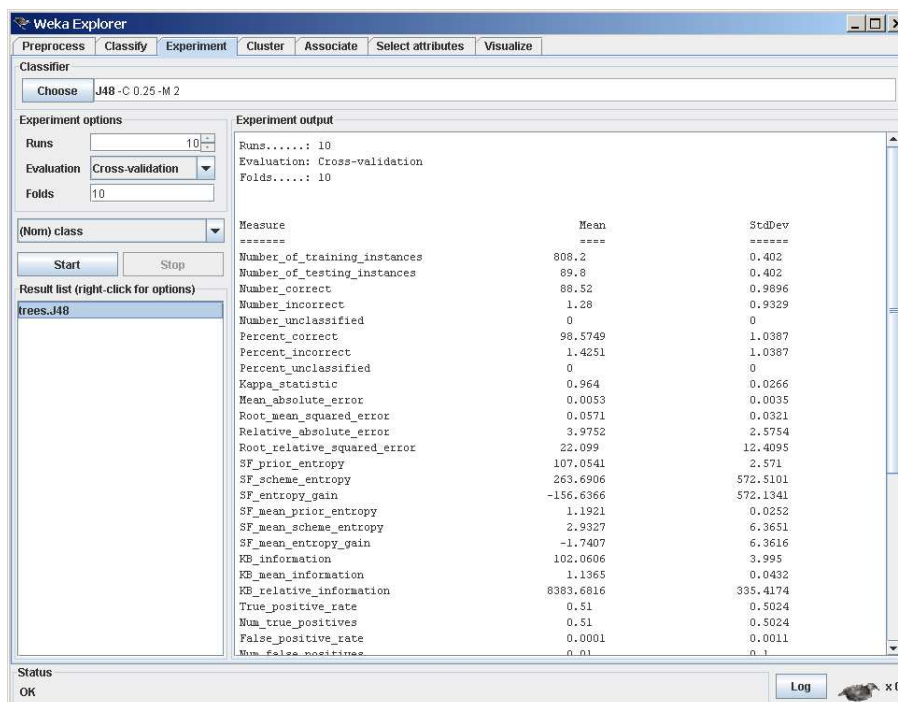 Weka Explorer
Preprocess Classify Experiment Cluster Associate Select attributes Visualize
Classifier
Choose J48 -C 0.25 -M 2
Experiment options
Runs 10
Evaluation Cross-validation
Folds 10
(Nom) class
Start Stop
Result list (right-click for options)
trees.J48
Experiment output
Runs......: 10
Evaluation: Cross-validation
Folds.....: 10
Measure Mean StdDev
======= ==== ======
Number_of_training_instances 808.2 0.402
Number_of_testing_instances 89.8 0.402
Number_correct 88.52 0.9896
Number_incorrect 1.28 0.9329
Number_unclassified 0 0
Percent_correct 98.5749 1.0387
Percent_incorrect 1.4251 1.0387
Percent_unclassified 0 0
Kappa_statistic 0.964 0.0266
Mean_absolute_error 0.0053 0.0035
Root_mean_squared_error 0.0571 0.0321
Relative_absolute_error 3.9752 2.5754
Root_relative_squared_error 22.099 12.4095
SF_prior_entropy 107.0541 2.571
SF_scheme_entropy 263.6906 572.5101
SF_entropy_gain -156.6366 572.1341
SF_mean_prior_entropy 1.1921 0.0252
SF_mean_scheme_entropy 2.9327 6.3651
SF_mean_entropy_gain -1.7407 6.3616
KB_information 102.0606 3.995
KB_mean_information 1.1365 0.0432
KB_relative_information 8383.6816 335.4174
True_positive_rate 0.51 0.5024
Num_true_positives 0.51 0.5024
False_positive_rate 0.0001 0.0011
Num_false_positives 0.01 0.1
Status
OK
Log x 0